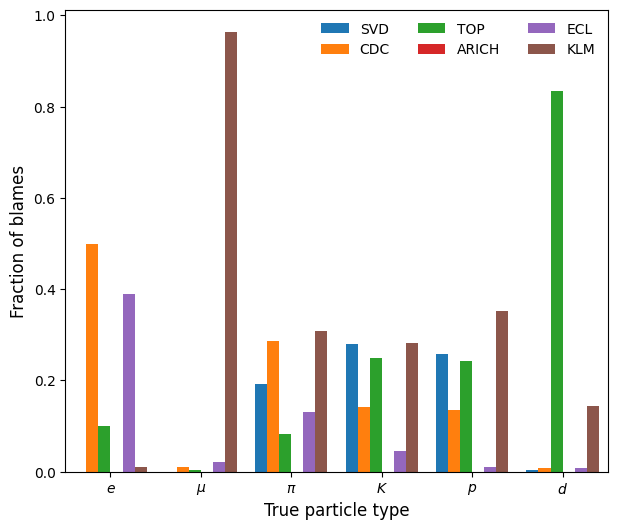 Fraction of blames
1.0
0.8
0.6
0.4
0.2
0.0
SVD TOP ECL
CDC ARICH KLM
e μ π K p d
True particle type